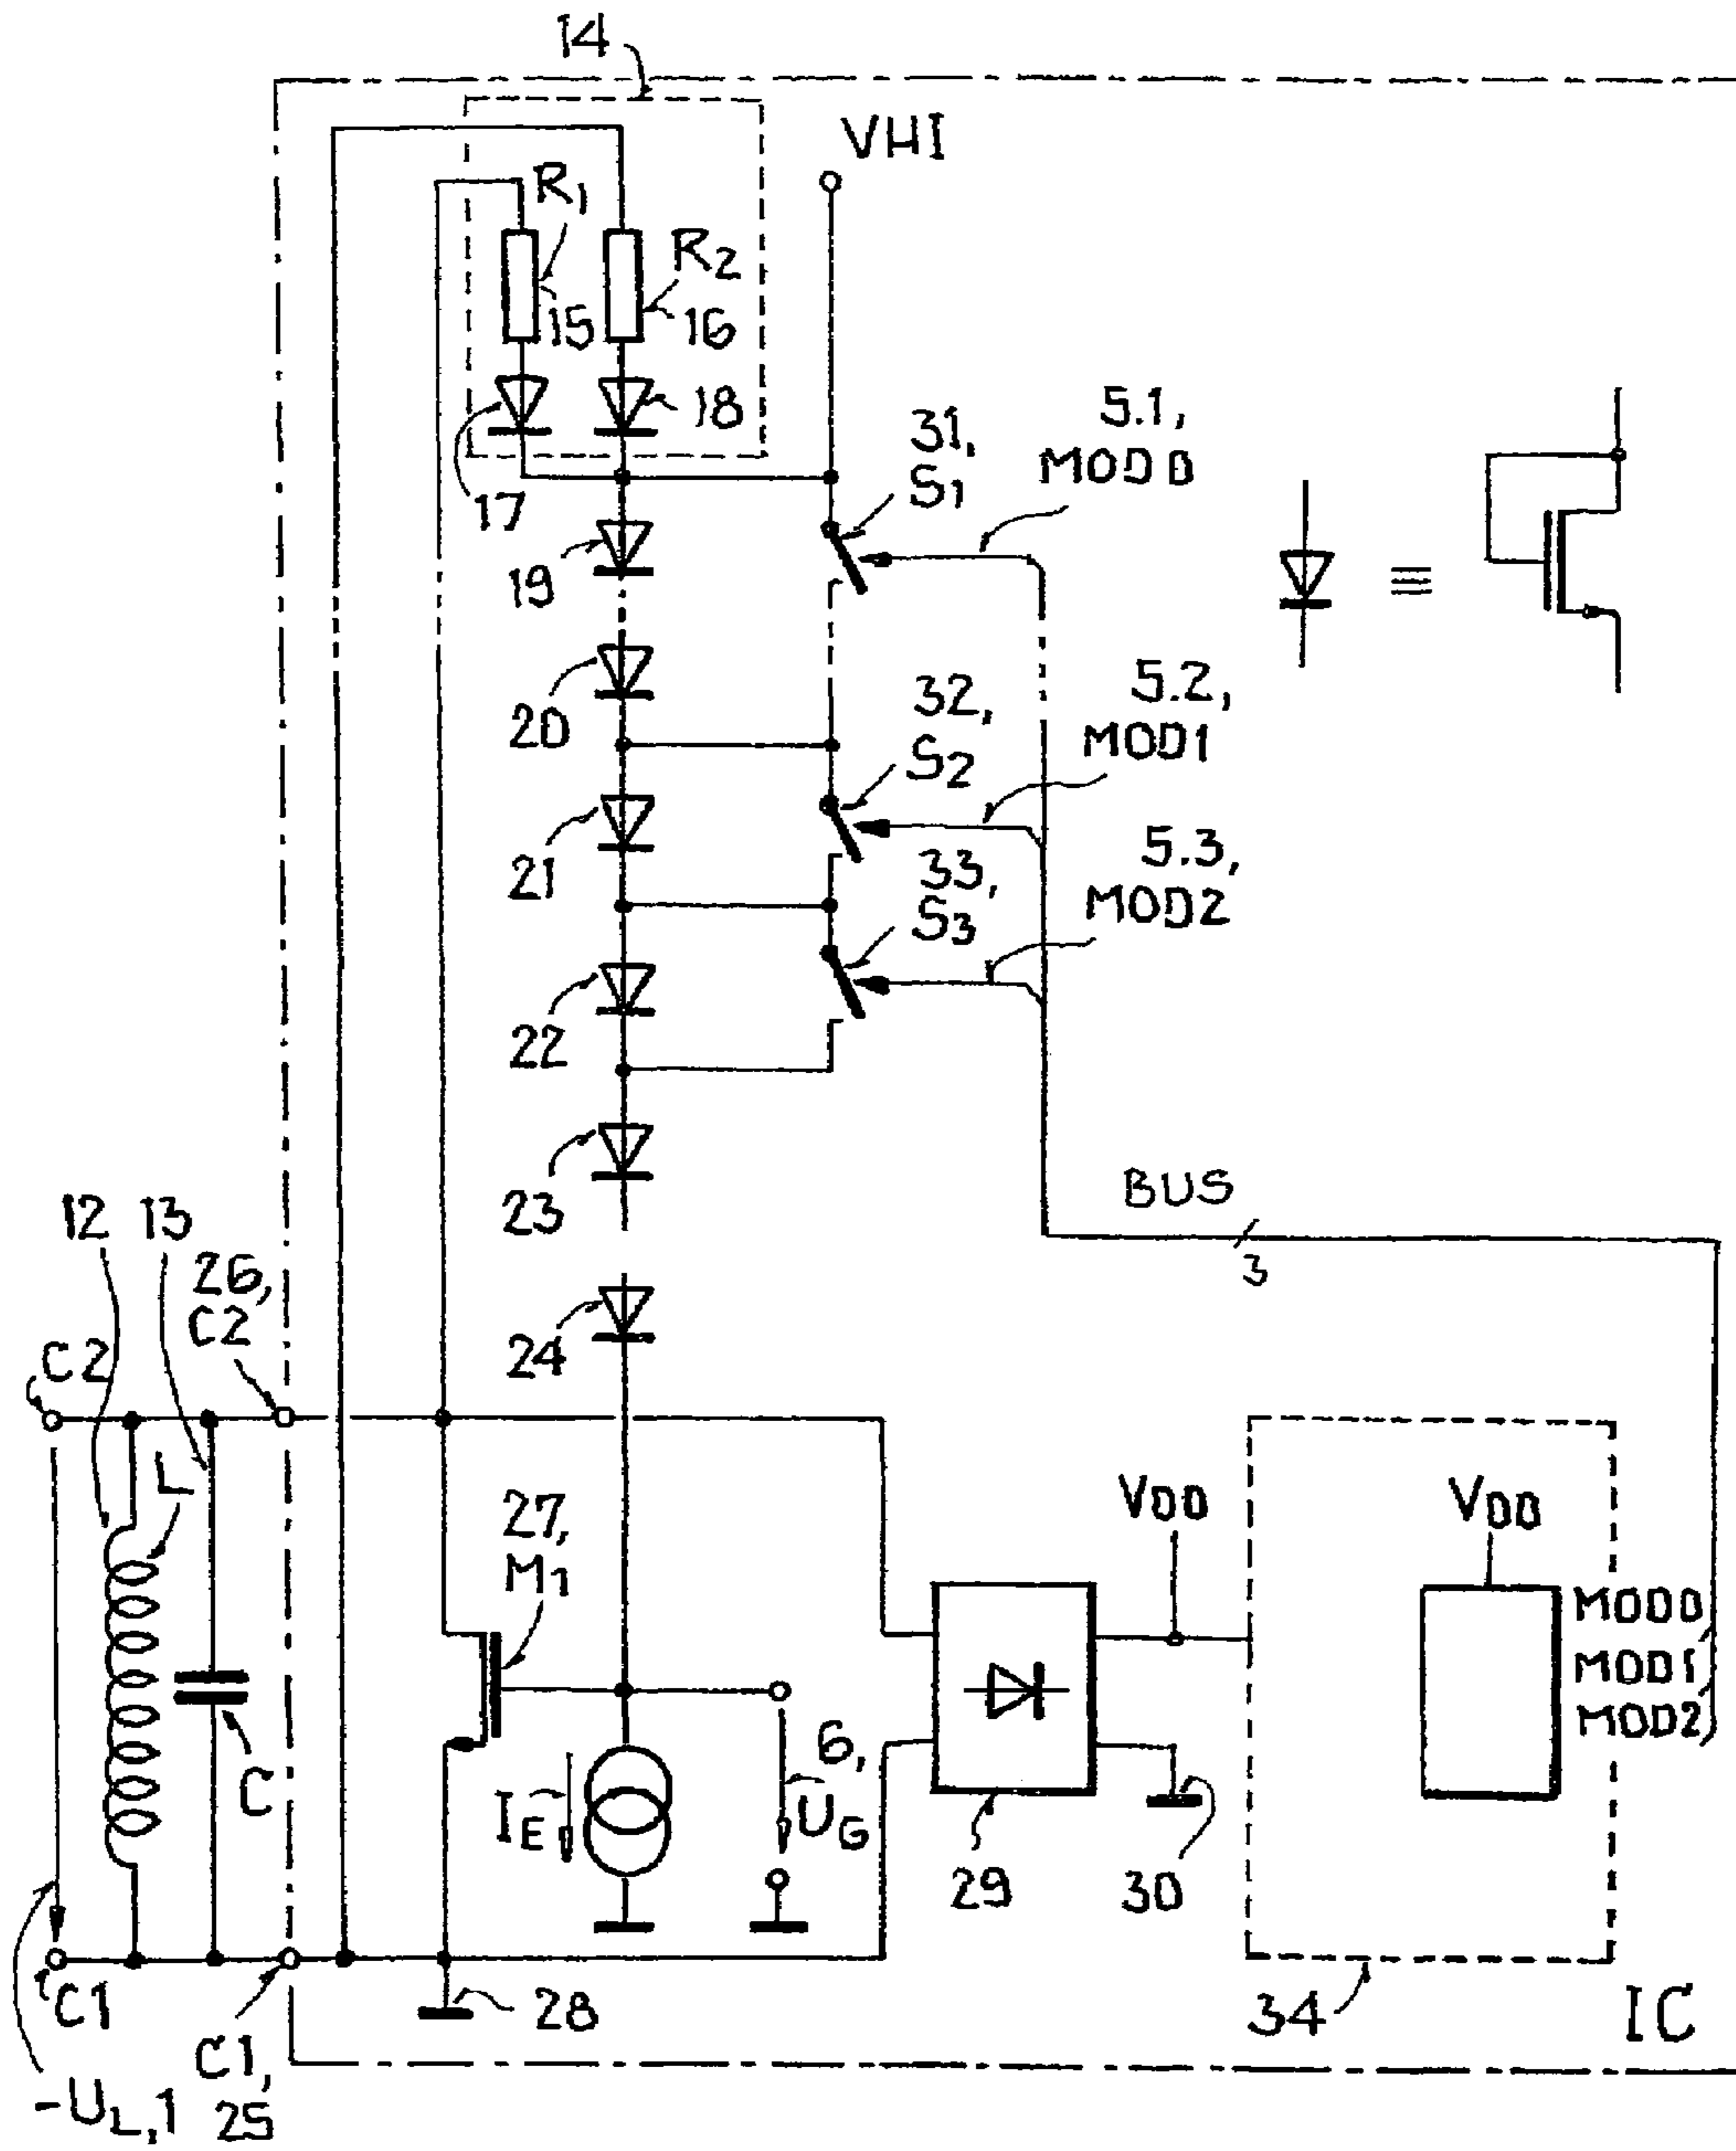 14
VHI
R1
R2
15
16
18
17
31,
S1
5.1,
MOD0
19
20
32,
S2
5.2,
MOD1
21
33,
S3
5.3,
MOD2
22
23
BUS
3
12
13
26,
C2
24
C2
L
27,
M1
VDD
VDD
MOD0
MOD1
MOD2
C
IE
6,
UG
29
30
C1
28
34
IC
C1,
25
-UL,1